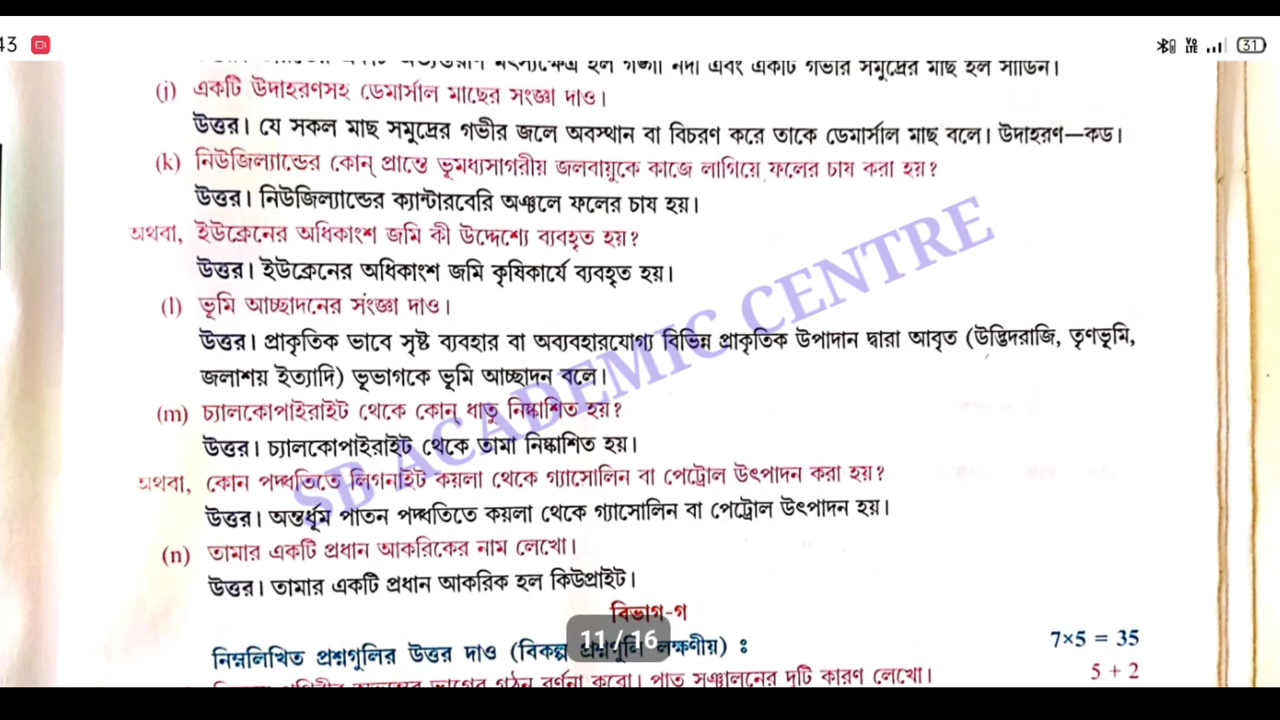 43
31
(j) একটি উদাহরণসহ ডেমার্সাল মাছের সংজ্ঞা দাও।
উত্তর। যে সকল মাছ সমুদ্রের গভীর জলে অবস্থান বা বিচরণ করে তাকে ডেমার্সাল মাছ বলে। উদাহরণ—কড।
(k) নিউজিল্যান্ডের কোন্ প্রান্তে ভূমধ্যসাগরীয় জলবায়ুকে কাজে লাগিয়ে ফলের চাষ করা হয়?
উত্তর। নিউজিল্যান্ডের ক্যান্টারবেরি অঞ্চলে ফলের চাষ হয়।
অথবা, ইউক্রেনের অধিকাংশ জমি কী উদ্দেশ্যে ব্যবহৃত হয়?
উত্তর। ইউক্রেনের অধিকাংশ জমি কৃষিকার্যে ব্যবহৃত হয়।
(l) ভূমি আচ্ছাদনের সংজ্ঞা দাও।
উত্তর। প্রাকৃতিক ভাবে সৃষ্ট ব্যবহার বা অব্যবহারযোগ্য বিভিন্ন প্রাকৃতিক উপাদান দ্বারা আবৃত (উদ্ভিদরাজি, তৃণভূমি,
জলাশয় ইত্যাদি) ভূভাগকে ভূমি আচ্ছাদন বলে।
(m) চ্যালকোপাইরাইট থেকে কোন্ ধাতু নিষ্কাশিত হয়?
উত্তর। চ্যালকোপাইরাইট থেকে তামা নিষ্কাশিত হয়।
অথবা, কোন পদ্ধতিতে লিগনাইট কয়লা থেকে গ্যাসোলিন বা পেট্রোল উৎপাদন করা হয়?
উত্তর। অন্তর্ধূম পাতন পদ্ধতিতে কয়লা থেকে গ্যাসোলিন বা পেট্রোল উৎপাদন হয়।
(n) তামার একটি প্রধান আকরিকের নাম লেখো।
উত্তর। তামার একটি প্রধান আকরিক হল কিউপ্রাইট।
বিভাগ-গ
11 / 16
নিম্নলিখিত প্রশ্নগুলির উত্তর দাও (বিকল্প প্রশ্নগুলি লক্ষণীয়) : 7×5 = 35
5 + 2
SB ACADEMIC CENTRE